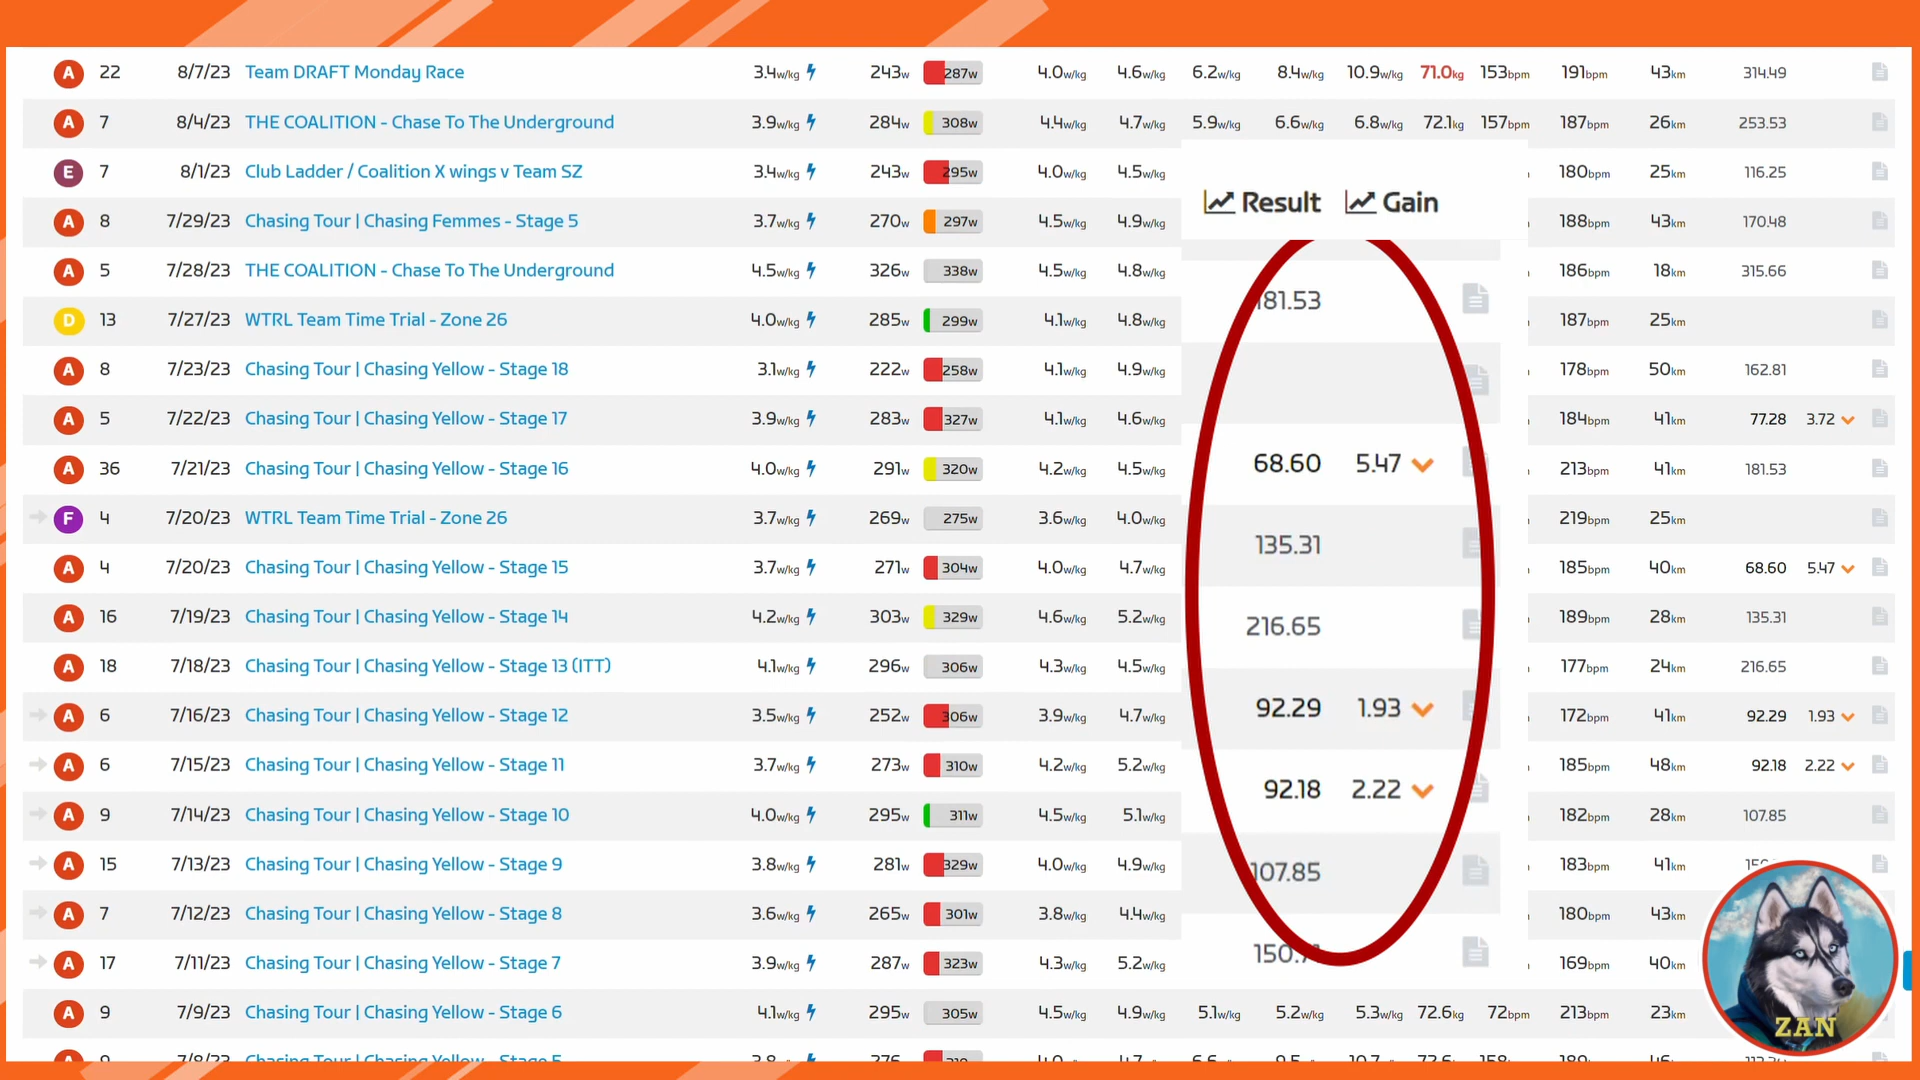 A 22 8/7/23 Team DRAFT Monday Race 3.4w/kg 243w 287w 4.0w/kg 4.6w/kg 6.2w/kg 8.4w/kg 10.9w/kg 71.0kg 153bpm 191bpm 43km 314.49
A 7 8/4/23 THE COALITION - Chase To The Underground 3.9w/kg 284w 308w 4.4w/kg 4.7w/kg 5.9w/kg 6.6w/kg 6.8w/kg 72.1kg 157bpm 187bpm 26km 253.53
E 7 8/1/23 Club Ladder / Coalition X wings v Team SZ 3.4w/kg 243w 295w 4.0w/kg 4.5w/kg 180bpm 25km 116.25
A 8 7/29/23 Chasing Tour | Chasing Femmes - Stage 5 3.7w/kg 270w 297w 4.5w/kg 4.9w/kg 188bpm 43km 170.48
A 5 7/28/23 THE COALITION - Chase To The Underground 4.5w/kg 326w 338w 4.5w/kg 4.8w/kg 186bpm 18km 315.66
D 13 7/27/23 WTRL Team Time Trial - Zone 26 4.0w/kg 285w 299w 4.1w/kg 4.8w/kg 187bpm 25km
A 8 7/23/23 Chasing Tour | Chasing Yellow - Stage 18 3.1w/kg 222w 258w 4.1w/kg 4.9w/kg 178bpm 50km 162.81
A 5 7/22/23 Chasing Tour | Chasing Yellow - Stage 17 3.9w/kg 283w 327w 4.1w/kg 4.6w/kg 184bpm 41km 77.28 3.72
A 36 7/21/23 Chasing Tour | Chasing Yellow - Stage 16 4.0w/kg 291w 320w 4.2w/kg 4.5w/kg 213bpm 41km 181.53
F 4 7/20/23 WTRL Team Time Trial - Zone 26 3.7w/kg 269w 275w 3.6w/kg 4.0w/kg 219bpm 25km
A 4 7/20/23 Chasing Tour | Chasing Yellow - Stage 15 3.7w/kg 271w 304w 4.0w/kg 4.7w/kg 185bpm 40km 68.60 5.47
A 16 7/19/23 Chasing Tour | Chasing Yellow - Stage 14 4.2w/kg 303w 329w 4.6w/kg 5.2w/kg 189bpm 28km 135.31
A 18 7/18/23 Chasing Tour | Chasing Yellow - Stage 13 (ITT) 4.1w/kg 296w 306w 4.3w/kg 4.5w/kg 177bpm 24km 216.65
A 6 7/16/23 Chasing Tour | Chasing Yellow - Stage 12 3.5w/kg 252w 306w 3.9w/kg 4.7w/kg 172bpm 41km 92.29 1.93
A 6 7/15/23 Chasing Tour | Chasing Yellow - Stage 11 3.7w/kg 273w 310w 4.2w/kg 5.2w/kg 185bpm 48km 92.18 2.22
A 9 7/14/23 Chasing Tour | Chasing Yellow - Stage 10 4.0w/kg 295w 311w 4.5w/kg 5.1w/kg 182bpm 28km 107.85
A 15 7/13/23 Chasing Tour | Chasing Yellow - Stage 9 3.8w/kg 281w 329w 4.0w/kg 4.9w/kg 183bpm 41km
A 7 7/12/23 Chasing Tour | Chasing Yellow - Stage 8 3.6w/kg 265w 301w 3.8w/kg 4.4w/kg 180bpm 43km
A 17 7/11/23 Chasing Tour | Chasing Yellow - Stage 7 3.9w/kg 287w 323w 4.3w/kg 5.2w/kg 169bpm 40km
A 9 7/9/23 Chasing Tour | Chasing Yellow - Stage 6 4.1w/kg 295w 305w 4.5w/kg 4.9w/kg 5.1w/kg 5.2w/kg 5.3w/kg 72.6kg 72bpm 213bpm 23km
7/8/23 Chasing Tour | Chasing Yellow - Stage 5
Result Gain
181.53
68.60 5.47
135.31
216.65
92.29 1.93
92.18 2.22
107.85
ZAN